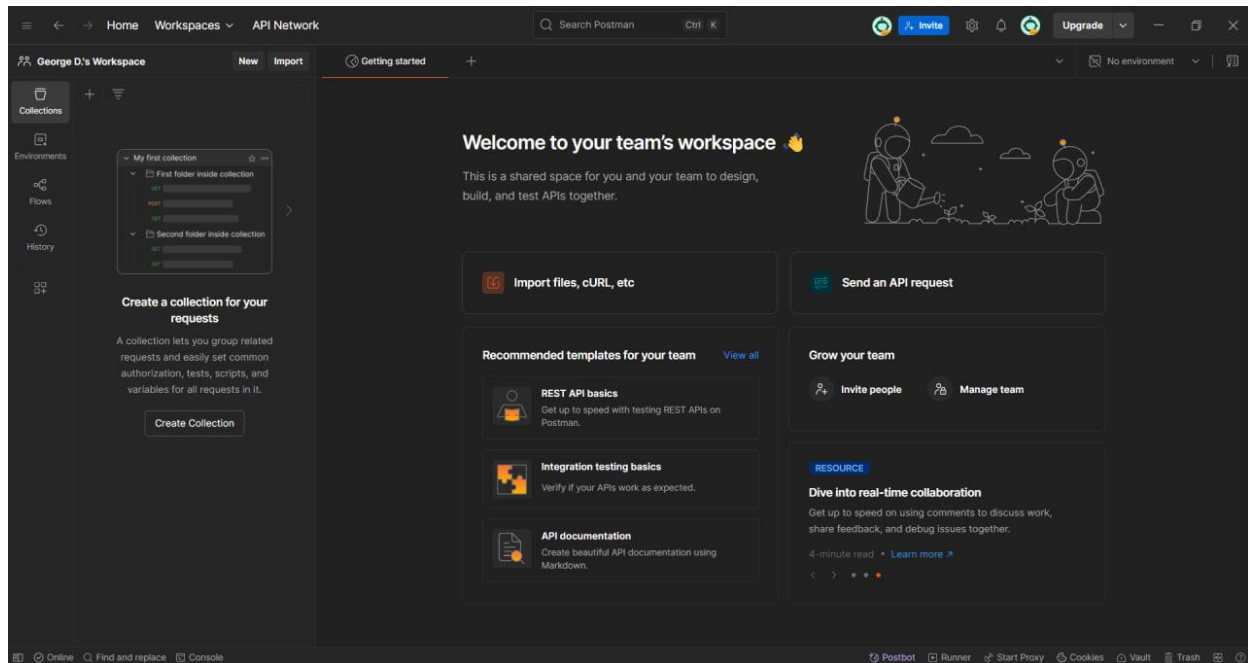 Home Workspaces API Network
Search Postman Ctrl K
Invite
Upgrade
George D.'s Workspace New Import
Getting started
No environment
Collections
Environments
Flows
History
My first collection
First folder inside collection
GET
POST
GET
Second folder inside collection
GET
GET
Create a collection for your
requests
A collection lets you group related
requests and easily set common
authorization, tests, scripts, and
variables for all requests in it.
Create Collection
Welcome to your team's workspace 👋
This is a shared space for you and your team to design,
build, and test APIs together.
Import files, cURL, etc
Send an API request
Recommended templates for your team View all
REST API basics
Get up to speed with testing REST APIs on
Postman.
Integration testing basics
Verify if your APIs work as expected.
API documentation
Create beautiful API documentation using
Markdown.
Grow your team
Invite people Manage team
RESOURCE
Dive into real-time collaboration
Get up to speed on using comments to discuss work,
share feedback, and debug issues together.
4-minute read • Learn more ↗
Online Find and replace Console
Postbot Runner Start Proxy Cookies Vault Trash